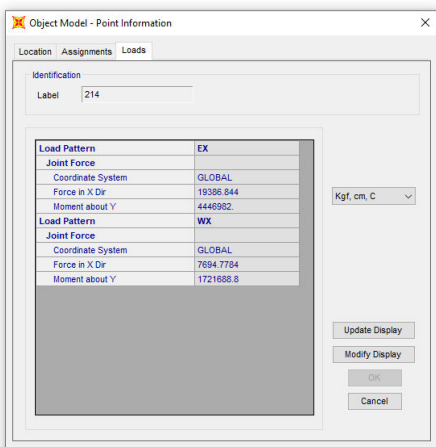 Object Model - Point Information
Location Assignments Loads
Identification
Label 214
Load Pattern EX
Joint Force
Coordinate System GLOBAL
Force in X Dir 19386.844
Moment about Y 4446982.
Load Pattern WX
Joint Force
Coordinate System GLOBAL
Force in X Dir 7694.7784
Moment about Y 1721688.8
Kgf, cm, C
Update Display
Modify Display
OK
Cancel